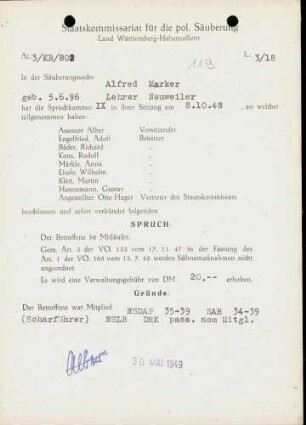 Staatskommissariat für die pol. Säuberung
Land Württemberg-Hohenzollern
Az: 3/KB/802
119
L. 3/18
In der Säuberungssache
Alfred Marker
geb. 5.6.96 Lehrer Neuweiler
hat die Spruchkammer IX in ihrer Sitzung am 8.10.48, an welcher
teilgenommen haben:
Assessor Alber Vorsitzender
Engelfried, Adolf Beisitzer
Bäder, Richard „
Kenz, Rudolf „
Märkle, Anna „
Eisele, Wilhelm „
Klett, Martin „
Hannemann, Gustav „
Angestellter Otto Hager Vertreter des Staatskommissars
beschlossen und sofort verkündet folgenden
SPRUCH.
Der Betroffene ist Mitläufer.
Gem. Art. 3 der VO. 133 vom 17. 11. 47 in der Fassung des
Art. 1 der VO. 165 vom 13. 7. 48 werden Sühnemaßnahmen nicht
angeordnet.
Es wird eine Verwaltungsgebühr von DM 20.-- erhoben.
Gründe:
Der Betroffene war Mitglied NSDAP 35-39 SAR 34-39
(Scharführer) NSLB DRK pass. nom Mitgl.
Alber
30 MAI 1949